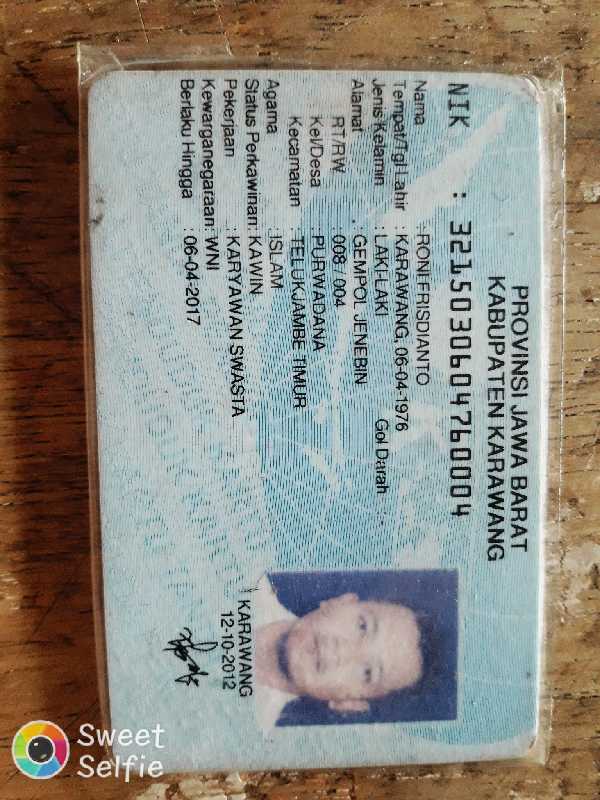 PROVINSI JAWA BARAT
KABUPATEN KARAWANG
NIK : 3215030604760004
Nama : RONI FRISDIANTO
Tempat/Tgl Lahir : KARAWANG, 06-04-1976
Jenis Kelamin : LAKI-LAKI Gol Darah : -
Alamat : GEMPOL JENEBIN
RT/RW : 008 / 004
Kel/Desa : PURWADANA
Kecamatan : TELUKJAMBE TIMUR
Agama : ISLAM
Status Perkawinan: KAWIN
Pekerjaan : KARYAWAN SWASTA
Kewarganegaraan: WNI
Berlaku Hingga : 06-04-2017
KARAWANG
12-10-2012
Sweet
Selfie